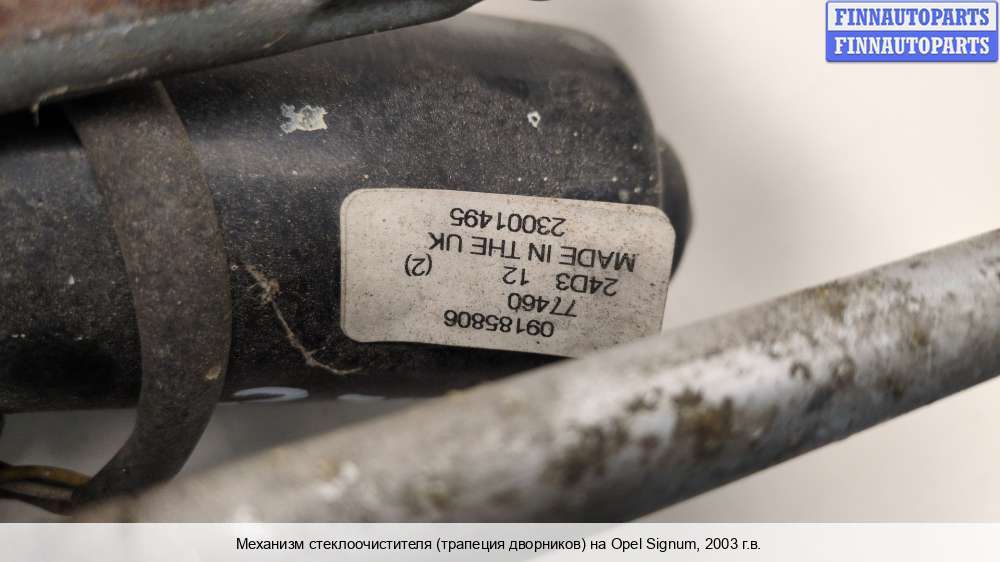 FINNAUTOPARTS
FINNAUTOPARTS
09185806
77460
24D3 12 (2)
MADE IN THE UK
23001495
Механизм стеклоочистителя (трапеция дворников) на Opel Signum, 2003 г.в.